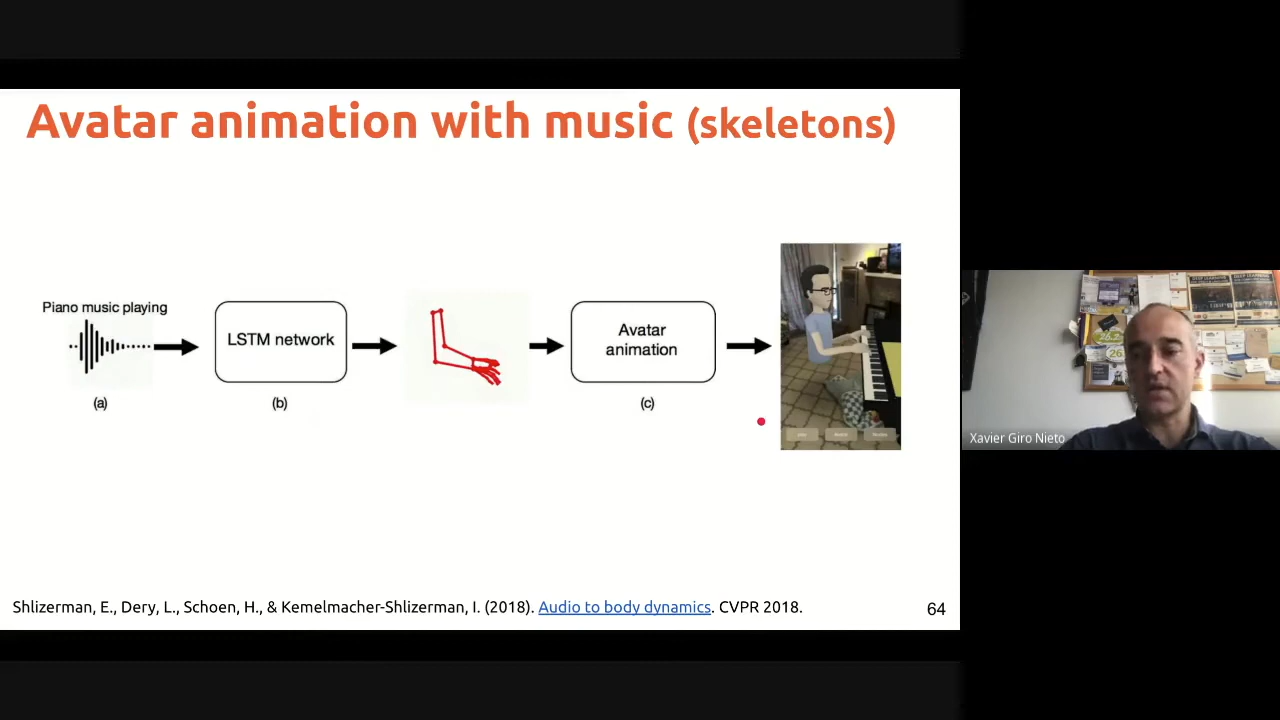 Avatar animation with music (skeletons)
Piano music playing
LSTM network
Avatar
animation
(a)
(b)
(c)
Shlizerman, E., Dery, L., Schoen, H., & Kemelmacher-Shlizerman, I. (2018). Audio to body dynamics. CVPR 2018.
64
Xavier Giro Nieto